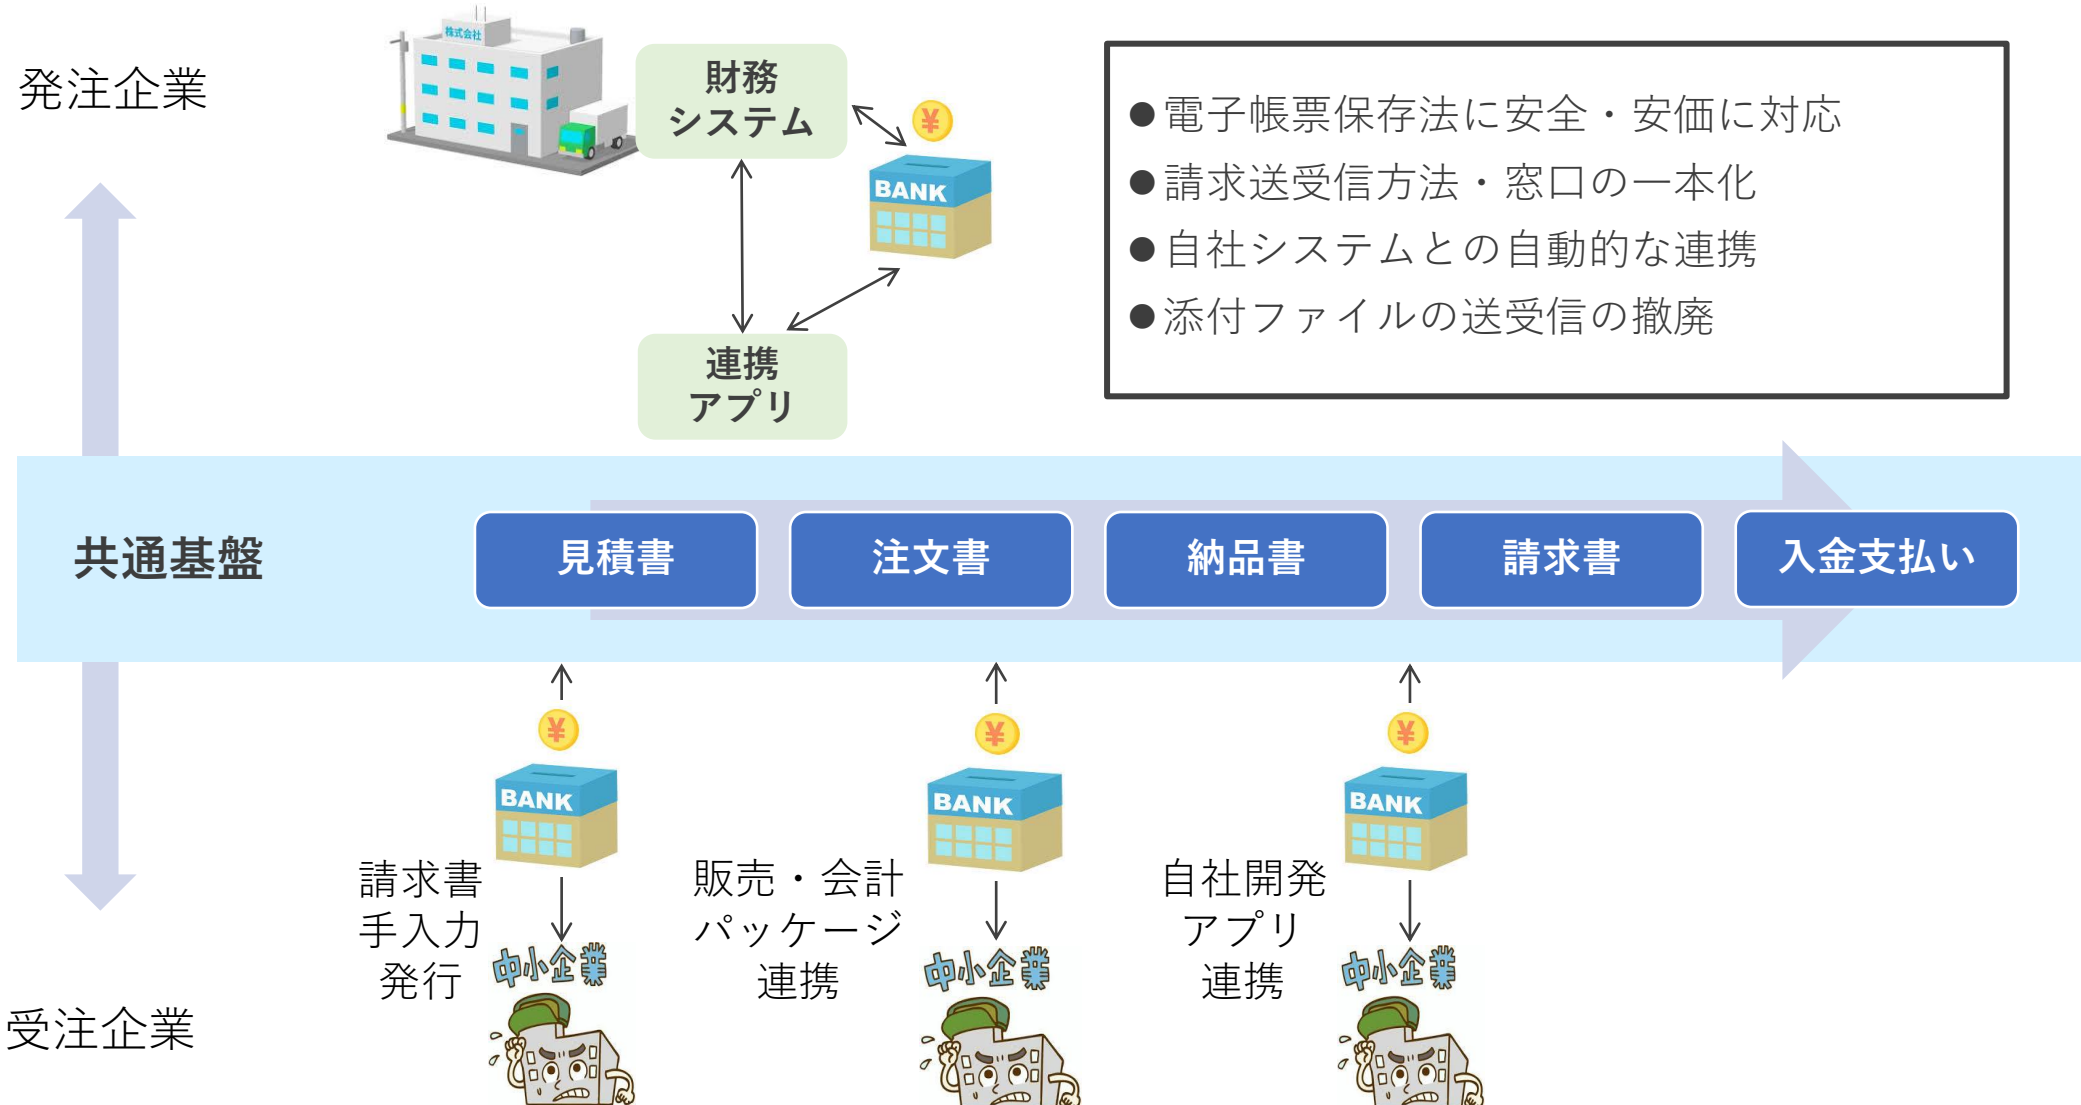 発注企業
株式会社
財務
システム
¥
BANK
連携
アプリ
●電子帳票保存法に安全・安価に対応
●請求送受信方法・窓口の一本化
●自社システムとの自動的な連携
●添付ファイルの送受信の撤廃
共通基盤
見積書
注文書
納品書
請求書
入金支払い
¥
BANK
請求書
手入力
発行
中小企業
¥
BANK
販売・会計
パッケージ
連携
中小企業
¥
BANK
自社開発
アプリ
連携
中小企業
受注企業